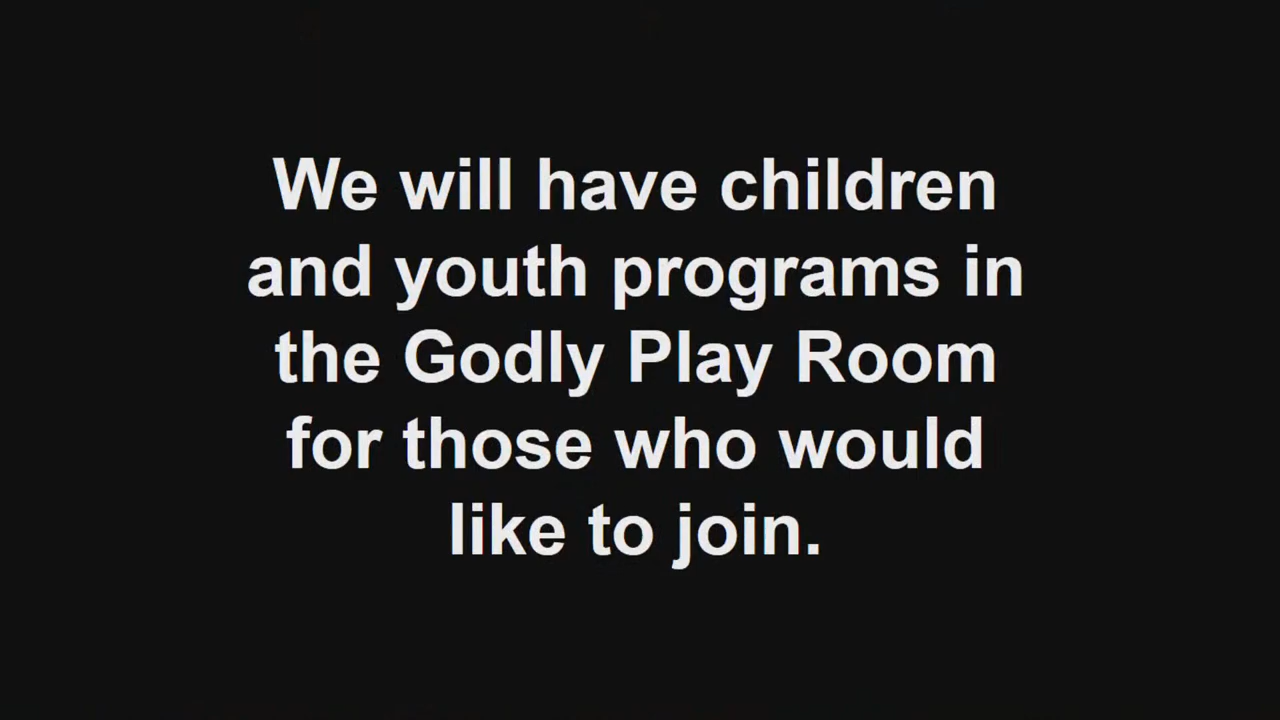 We will have children
and youth programs in
the Godly Play Room
for those who would
like to join.